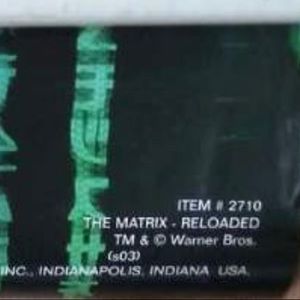 ITEM # 2710
THE MATRIX - RELOADED
TM & © Warner Bros.
(s03)
INC., INDIANAPOLIS, INDIANA USA.